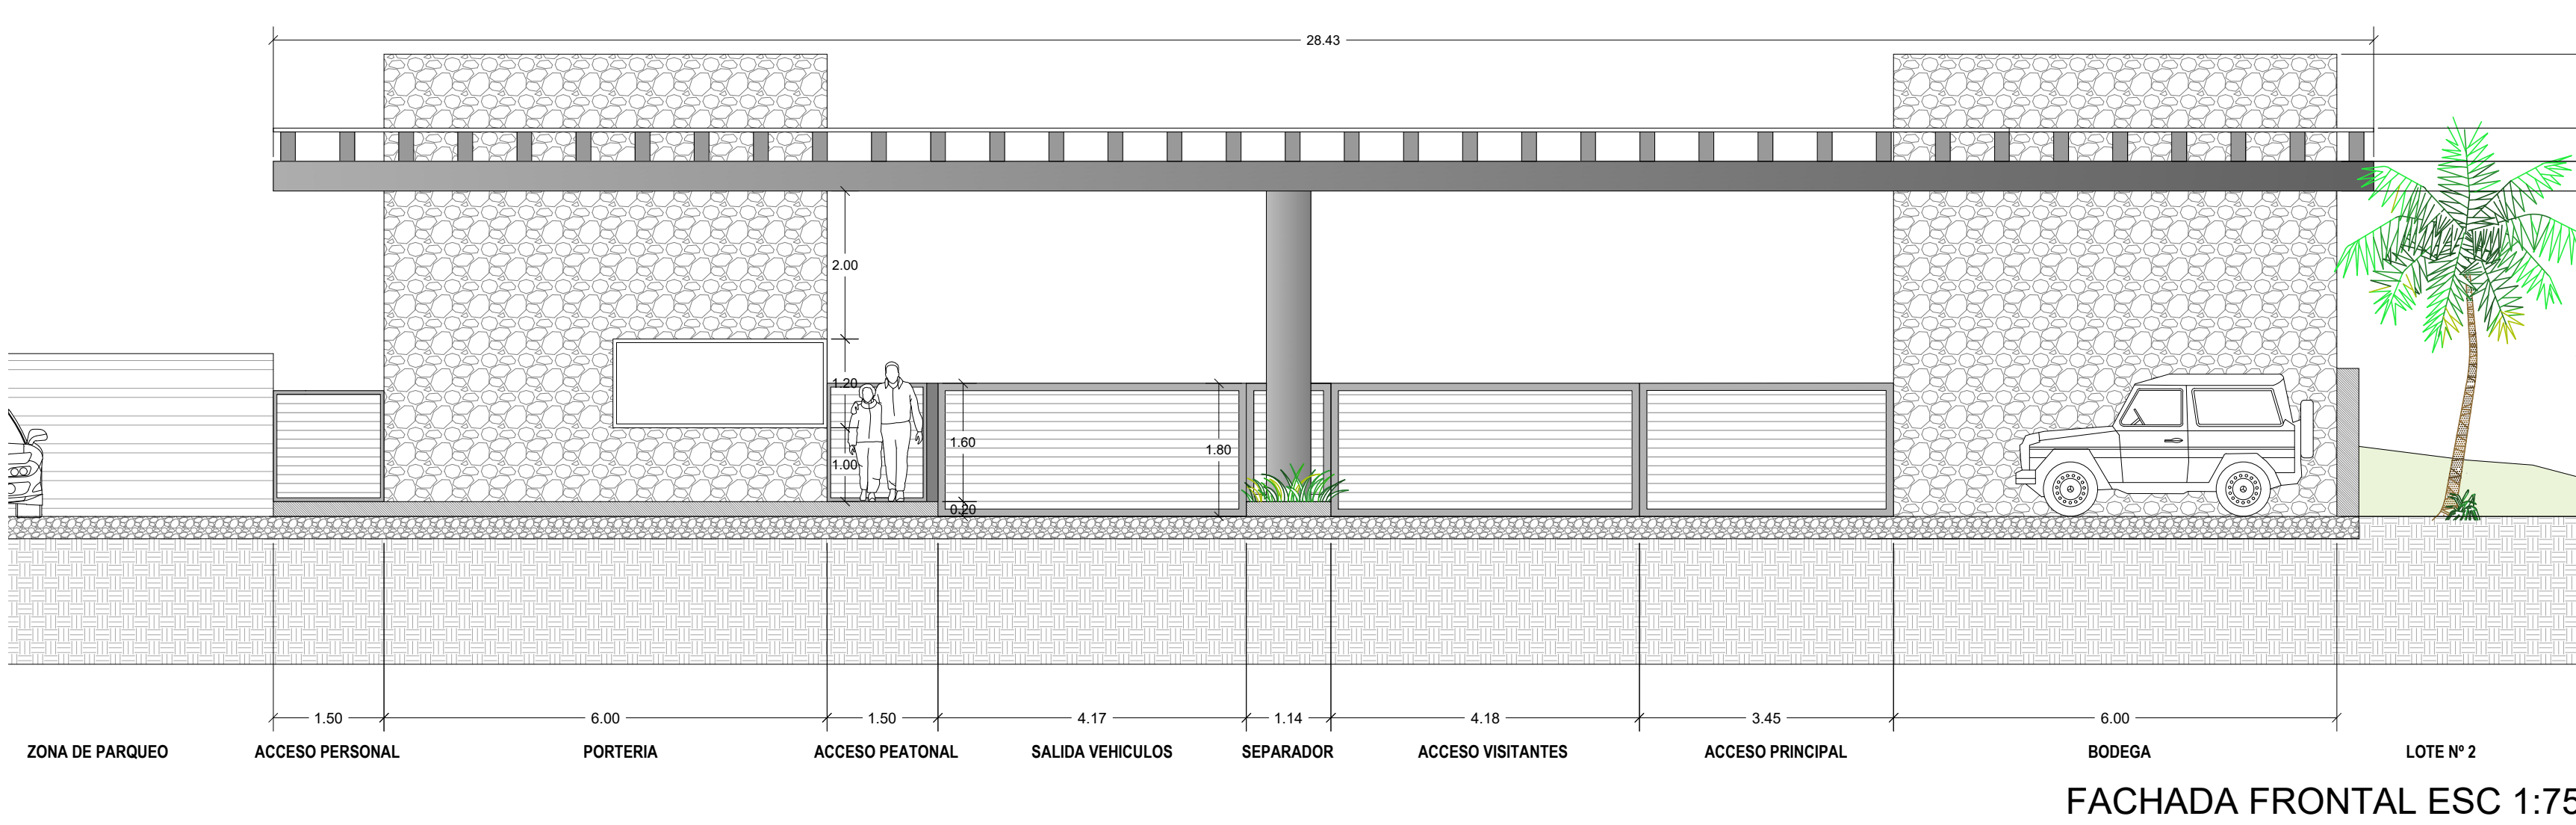 28.43
2.00
1.20
1.60
1.80
1.00
0.20
1.50
6.00
1.50
4.17
1.14
4.18
3.45
6.00
ZONA DE PARQUEO
ACCESO PERSONAL
PORTERIA
ACCESO PEATONAL
SALIDA VEHICULOS
SEPARADOR
ACCESO VISITANTES
ACCESO PRINCIPAL
BODEGA
LOTE Nº 2
FACHADA FRONTAL ESC 1:75